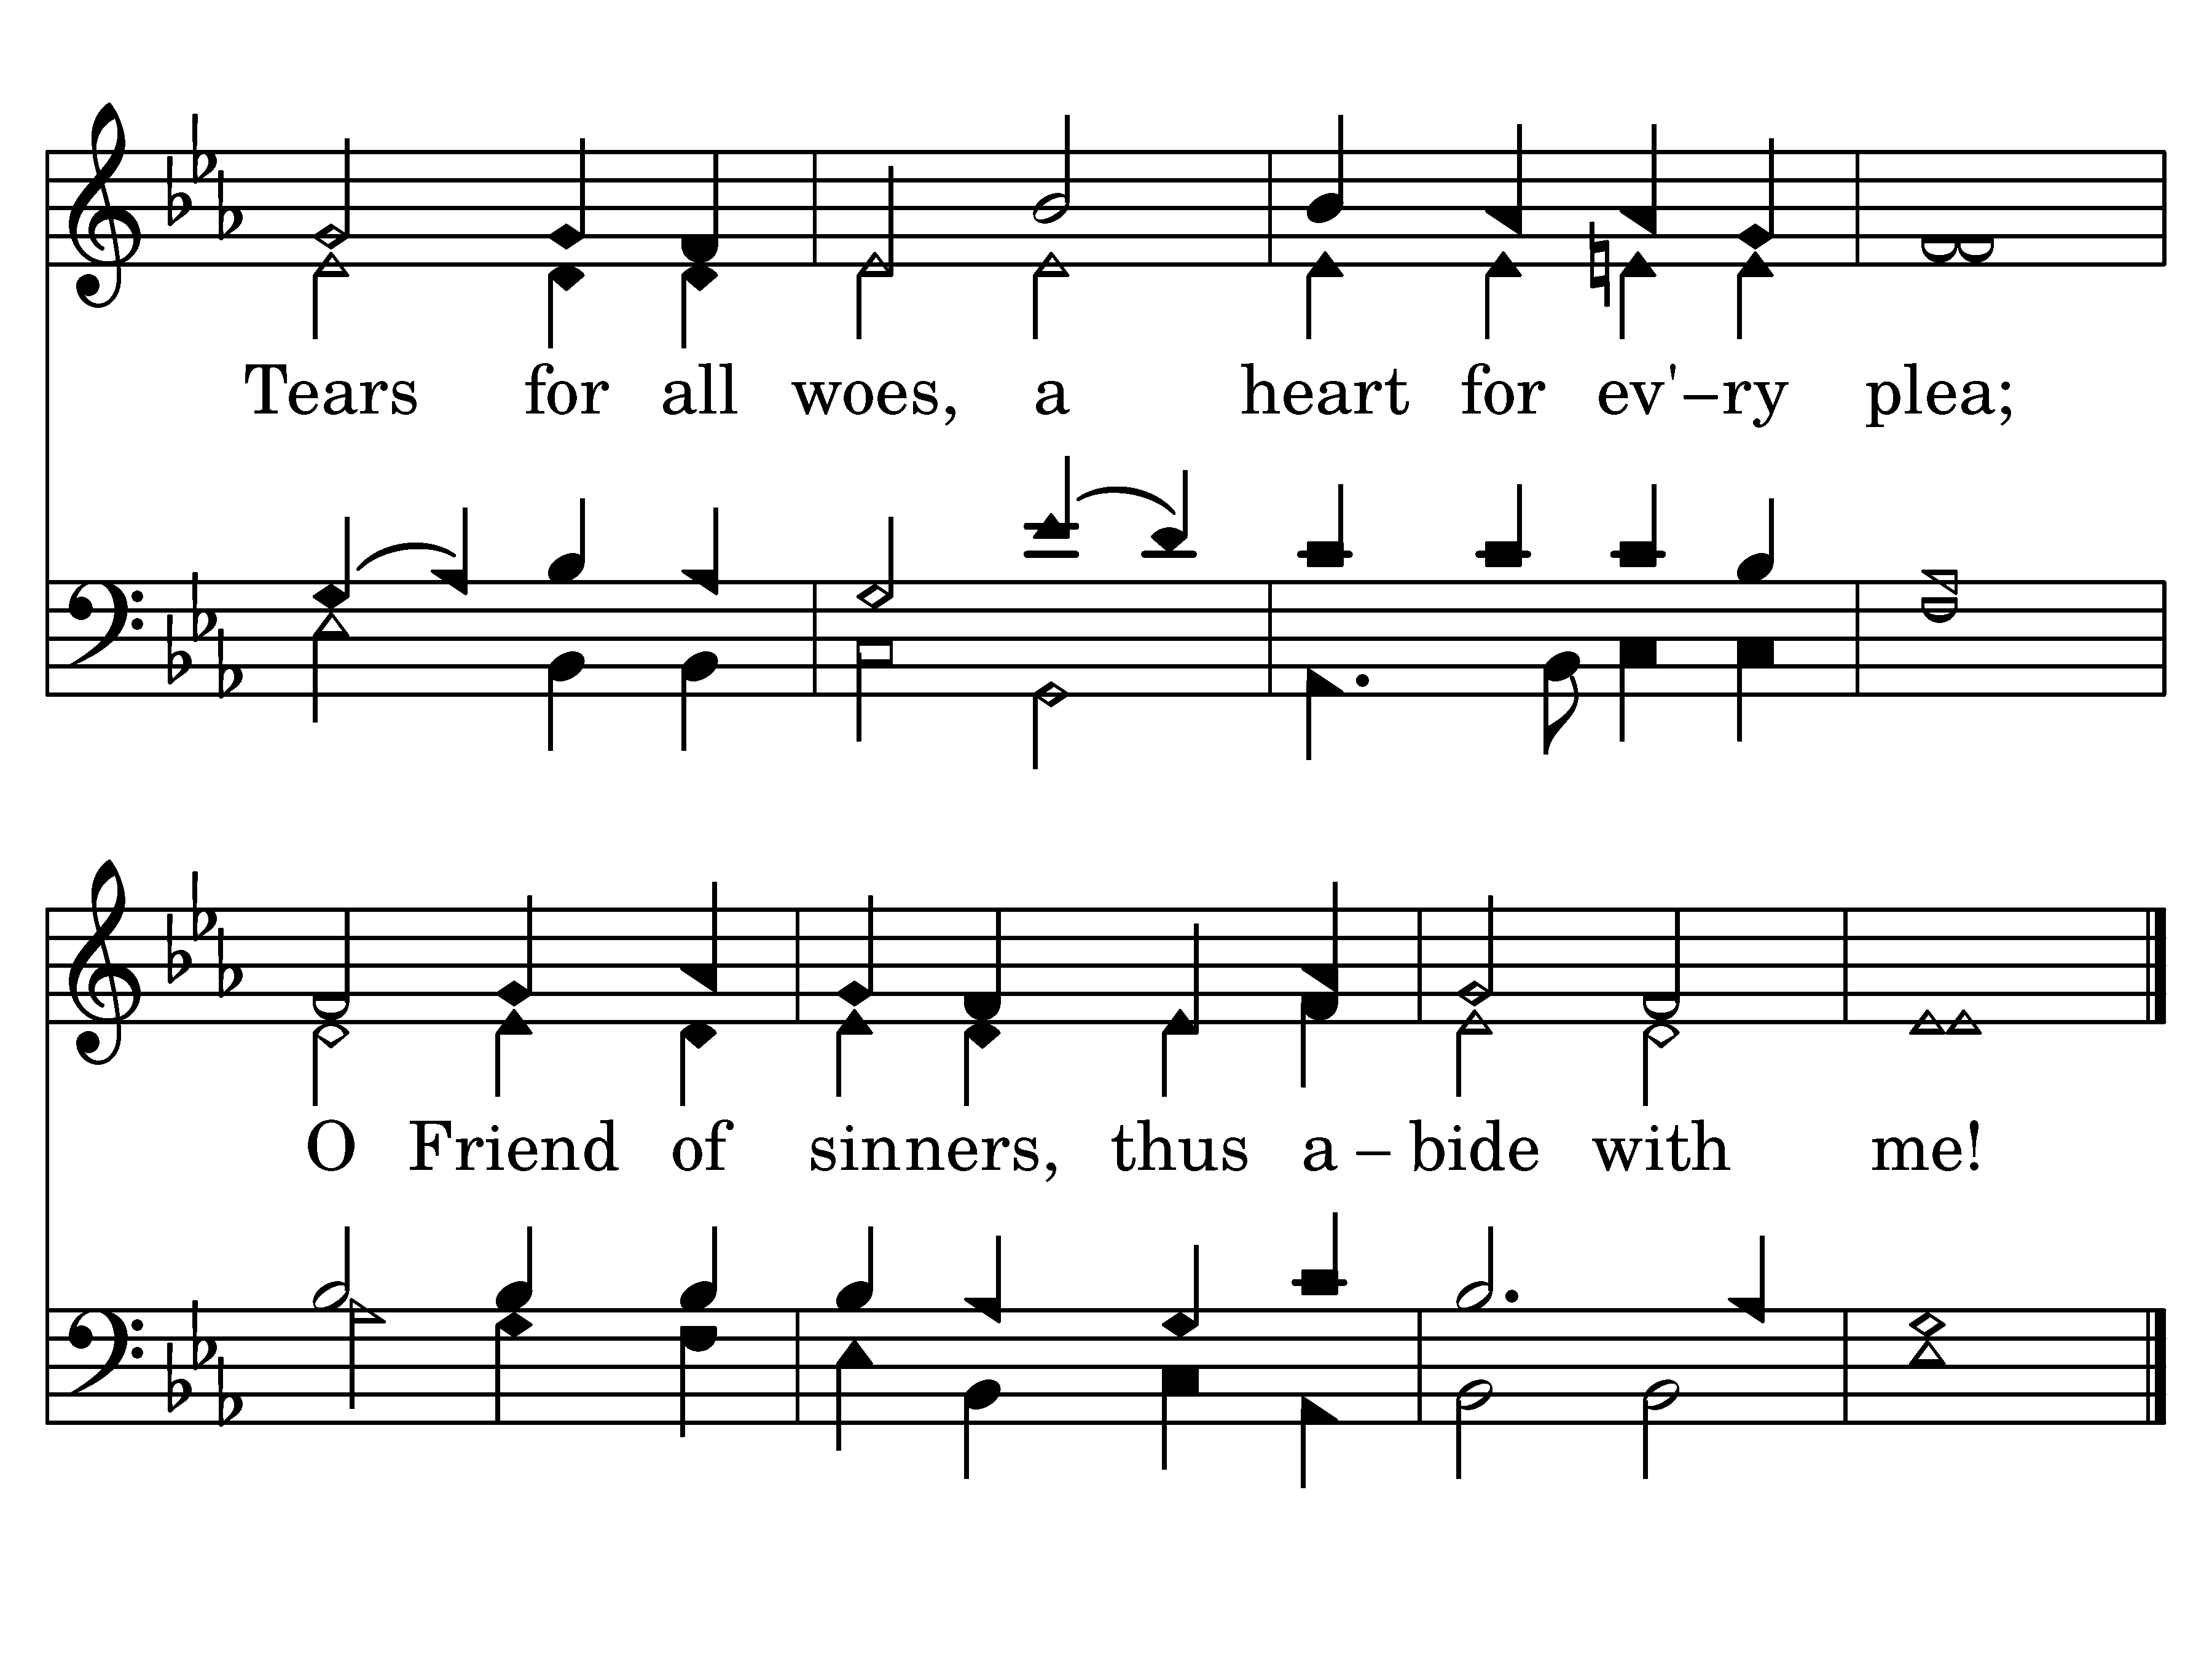 Tears for all woes, a heart for ev'–ry plea;
O Friend of sinners, thus a – bide with me!